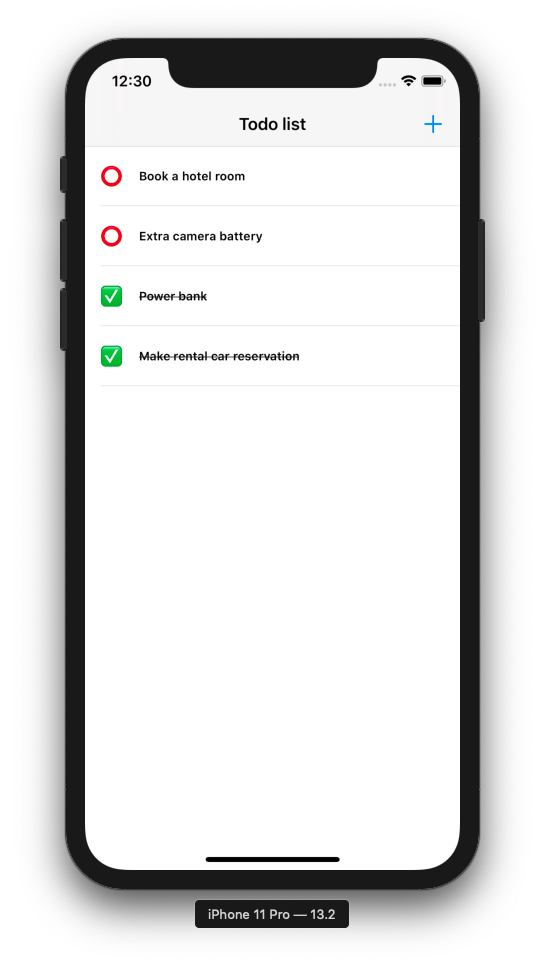 12:30
Todo list
Book a hotel room
Extra camera battery
Power bank
Make rental car reservation
iPhone 11 Pro — 13.2